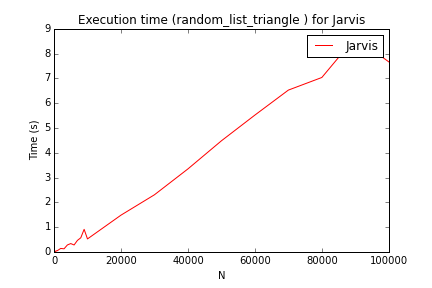 Execution time (random_list_triangle ) for Jarvis
Jarvis
9
8
7
6
5
4
3
2
1
0
Time (s)
0 20000 40000 60000 80000 100000
N